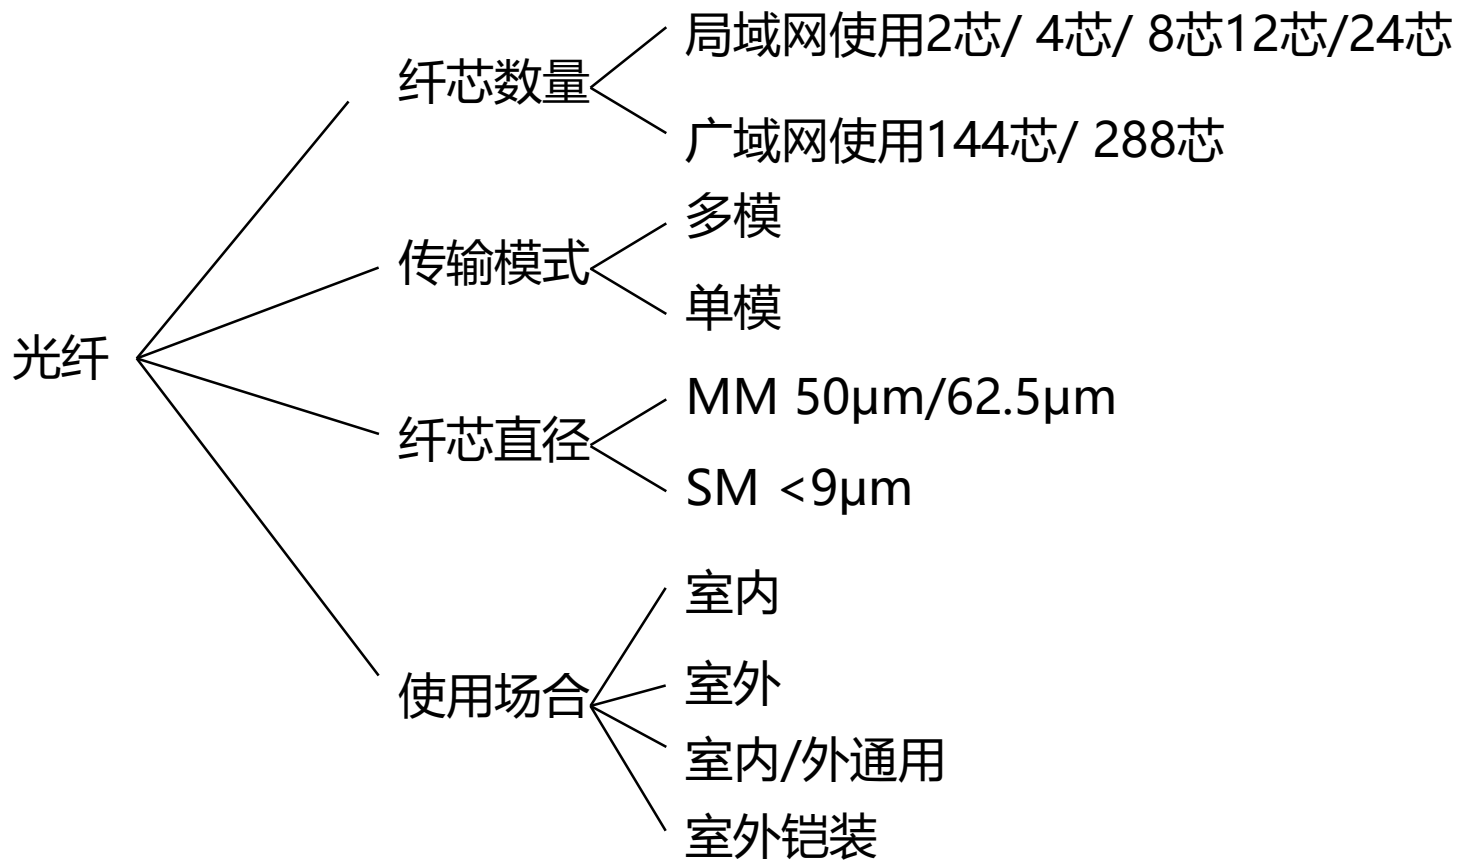 局域网使用2芯/ 4芯/ 8芯12芯/24芯
纤芯数量
广域网使用144芯/ 288芯
多模
传输模式
单模
光纤
MM 50μm/62.5μm
纤芯直径
SM <9μm
室内
室外
使用场合
室内/外通用
室外铠装